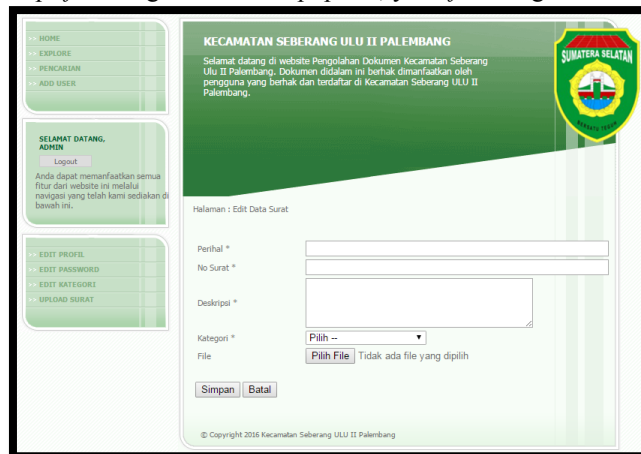 HOME
EXPLORE
PENCARIAN
ADD USER
SELAMAT DATANG,
ADMIN
Logout
Anda dapat memanfaatkan semua
fitur dari website ini melalui
navigasi yang telah kami sediakan di
bawah ini.
EDIT PROFIL
EDIT PASSWORD
EDIT KATEGORI
UPLOAD SURAT
KECAMATAN SEBERANG ULU II PALEMBANG
Selamat datang di website Pengolahan Dokumen Kecamatan Seberang
Ulu II Palembang. Dokumen didalam ini berhak dimanfaatkan oleh
pengguna yang berhak dan terdaftar di Kecamatan Seberang ULU II
Palembang.
SUMATERA SELATAN
BERSATU TEGUH
Halaman : Edit Data Surat
Perihal *
No Surat *
Deskripsi *
Kategori *
Pilih --
File
Pilih File Tidak ada file yang dipilih
Simpan Batal
© Copyright 2016 Kecamatan Seberang ULU II Palembang